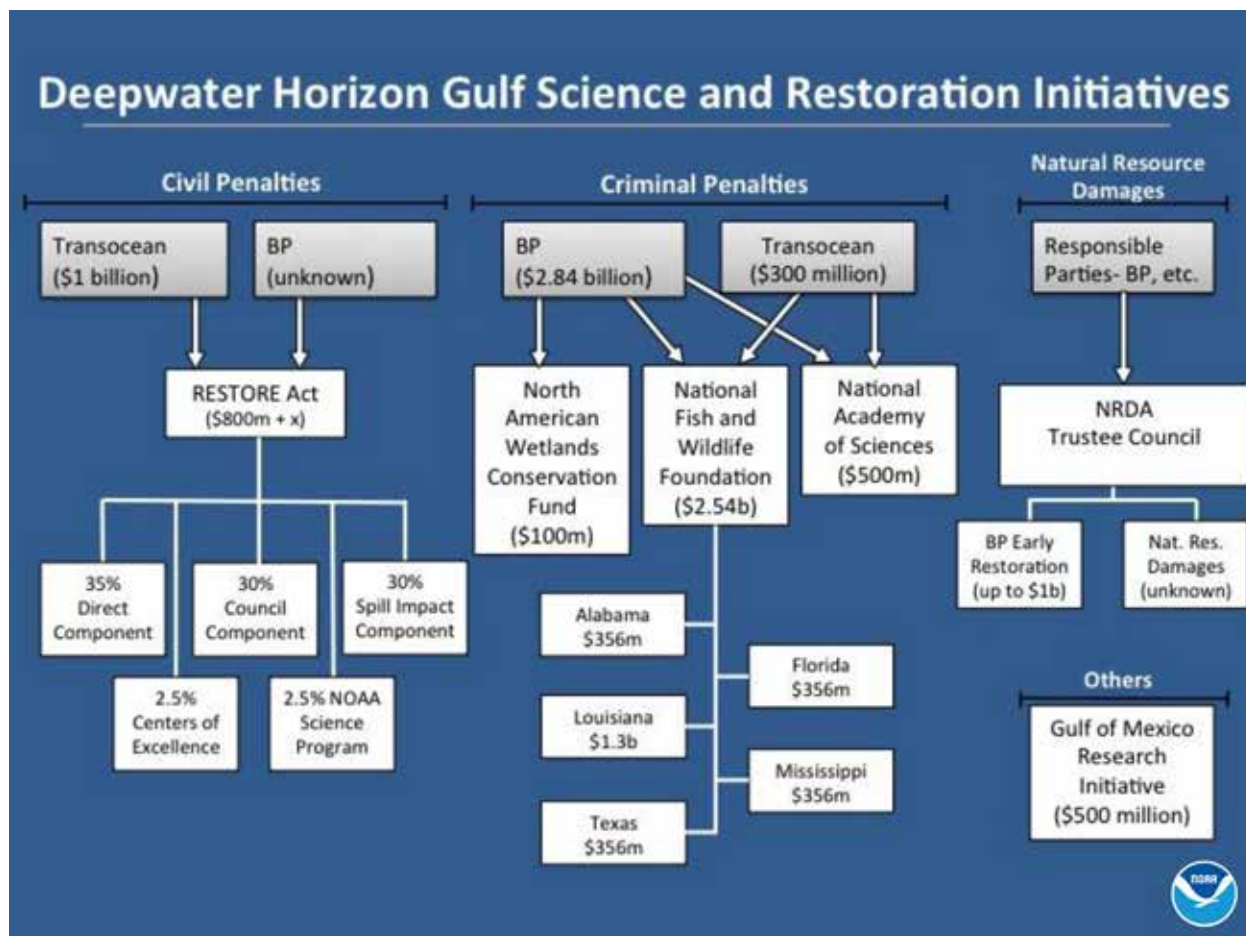 Deepwater Horizon Gulf Science and Restoration Initiatives
Civil Penalties
Transocean
($1 billion)
BP
(unknown)
RESTORE Act
($800m + x)
35%
Direct
Component
30%
Council
Component
30%
Spill Impact
Component
2.5%
Centers of
Excellence
2.5% NOAA
Science
Program
Criminal Penalties
BP
($2.84 billion)
Transocean
($300 million)
North
American
Wetlands
Conservation
Fund
($100m)
National
Fish and
Wildlife
Foundation
($2.54b)
National
Academy
of Sciences
($500m)
Alabama
$356m
Florida
$356m
Louisiana
$1.3b
Mississippi
$356m
Texas
$356m
Natural Resource
Damages
Responsible
Parties- BP, etc.
NRDA
Trustee Council
BP Early
Restoration
(up to $1b)
Nat. Res.
Damages
(unknown)
Others
Gulf of Mexico
Research
Initiative
($500 million)
NOAA